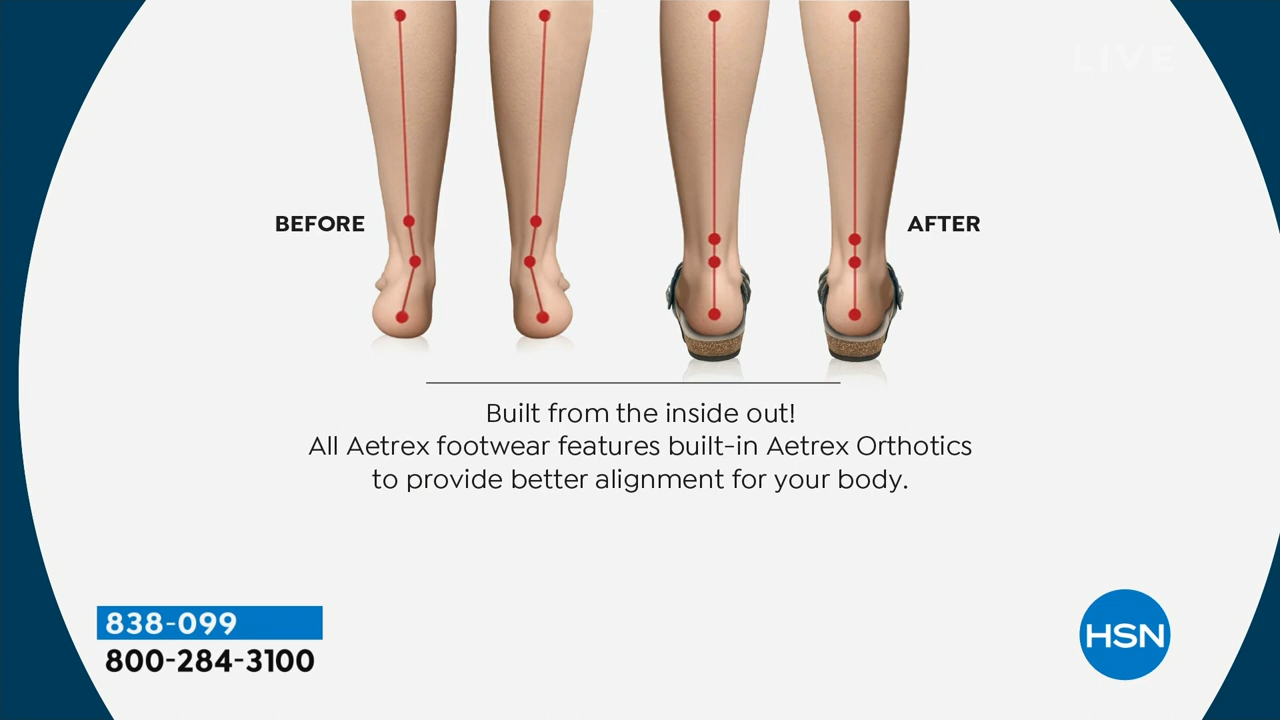 LIVE
BEFORE
AFTER
Built from the inside out!
All Aetrex footwear features built-in Aetrex Orthotics
to provide better alignment for your body.
838-099
800-284-3100
HSN